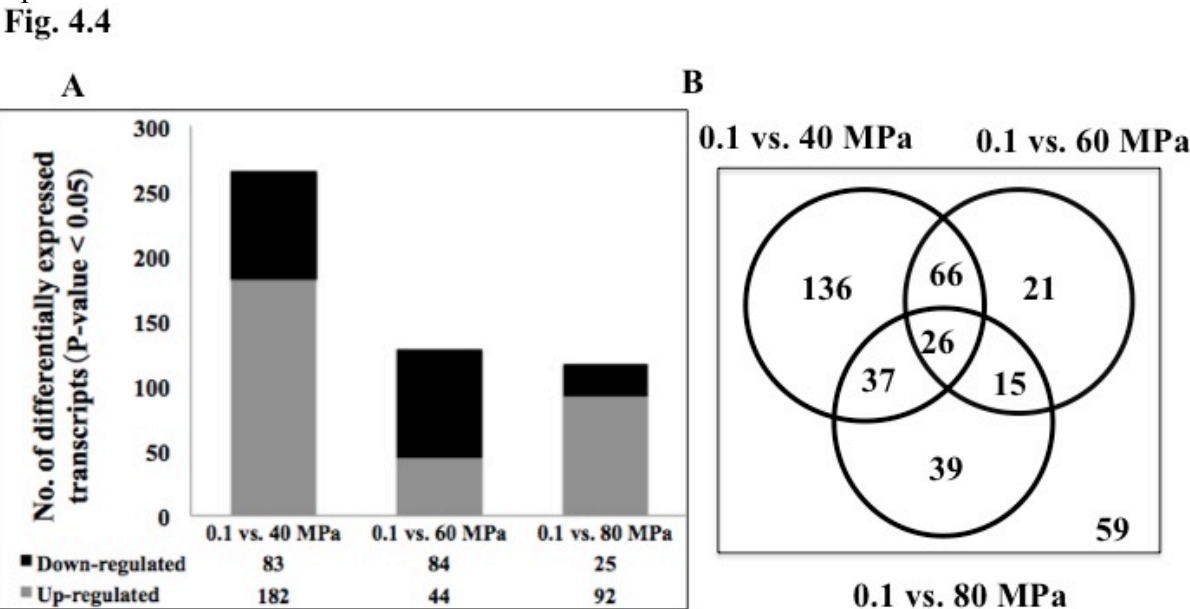 Fig. 4.4
A
B
No. of differentially expressed
transcripts (P-value < 0.05)
300
250
200
150
100
50
0
0.1 vs. 40 MPa 0.1 vs. 60 MPa 0.1 vs. 80 MPa
Down-regulated 83 84 25
Up-regulated 182 44 92
0.1 vs. 40 MPa 0.1 vs. 60 MPa
136 66 21
26
37 15
39
59
0.1 vs. 80 MPa